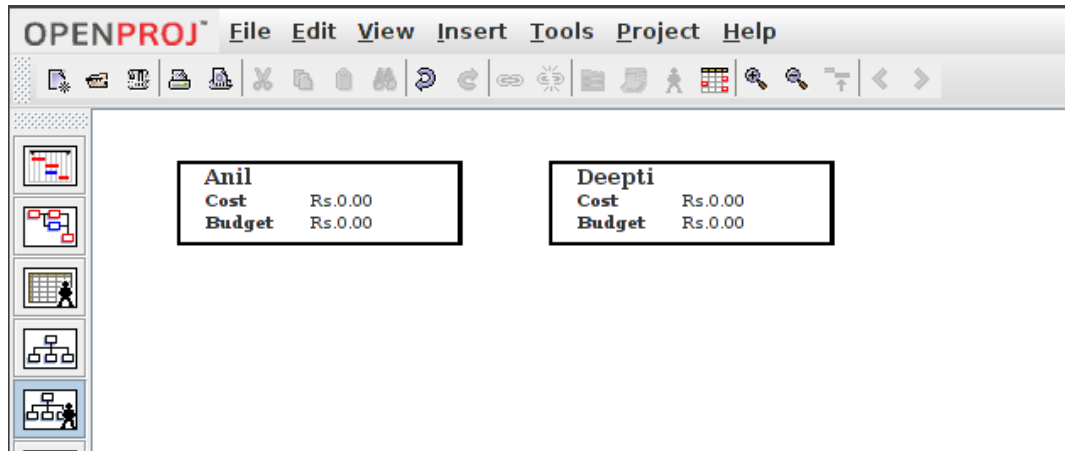 OPENPROJ™ File Edit View Insert Tools Project Help
Anil
Cost Rs.0.00
Budget Rs.0.00
Deepti
Cost Rs.0.00
Budget Rs.0.00